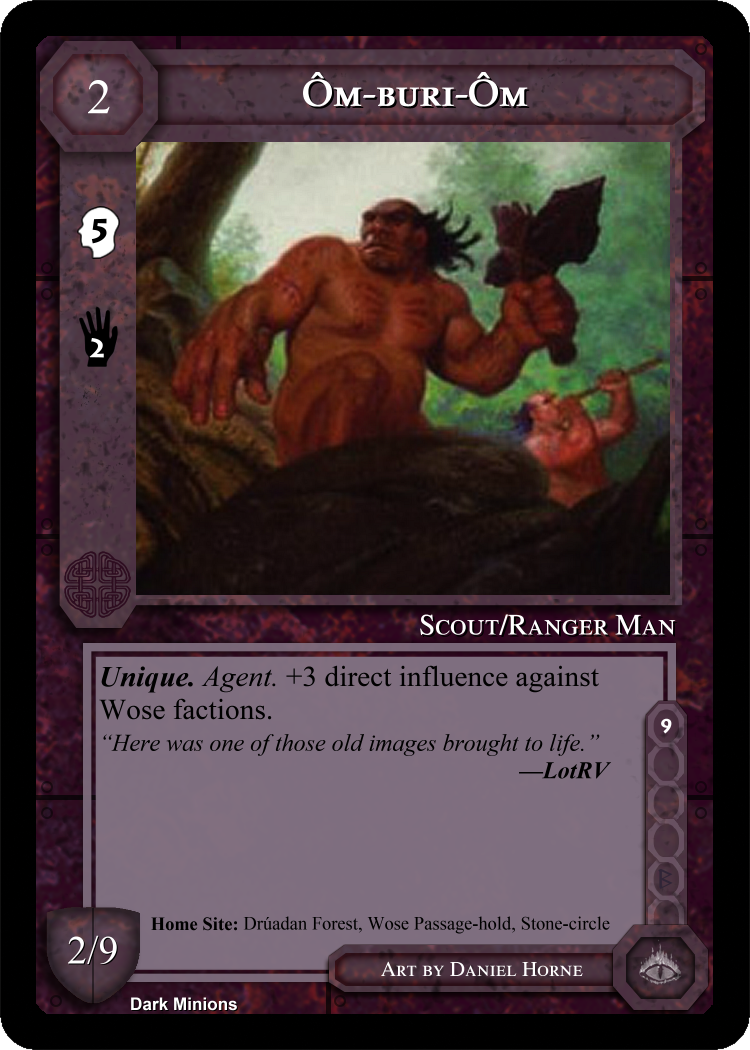 2
Ôm-buri-Ôm
5
2
Scout/Ranger Man
Unique. Agent. +3 direct influence against
Wose factions.
“Here was one of those old images brought to life.”
—LotRV
9
B
Home Site: Drúadan Forest, Wose Passage-hold, Stone-circle
2/9
Art by Daniel Horne
Dark Minions